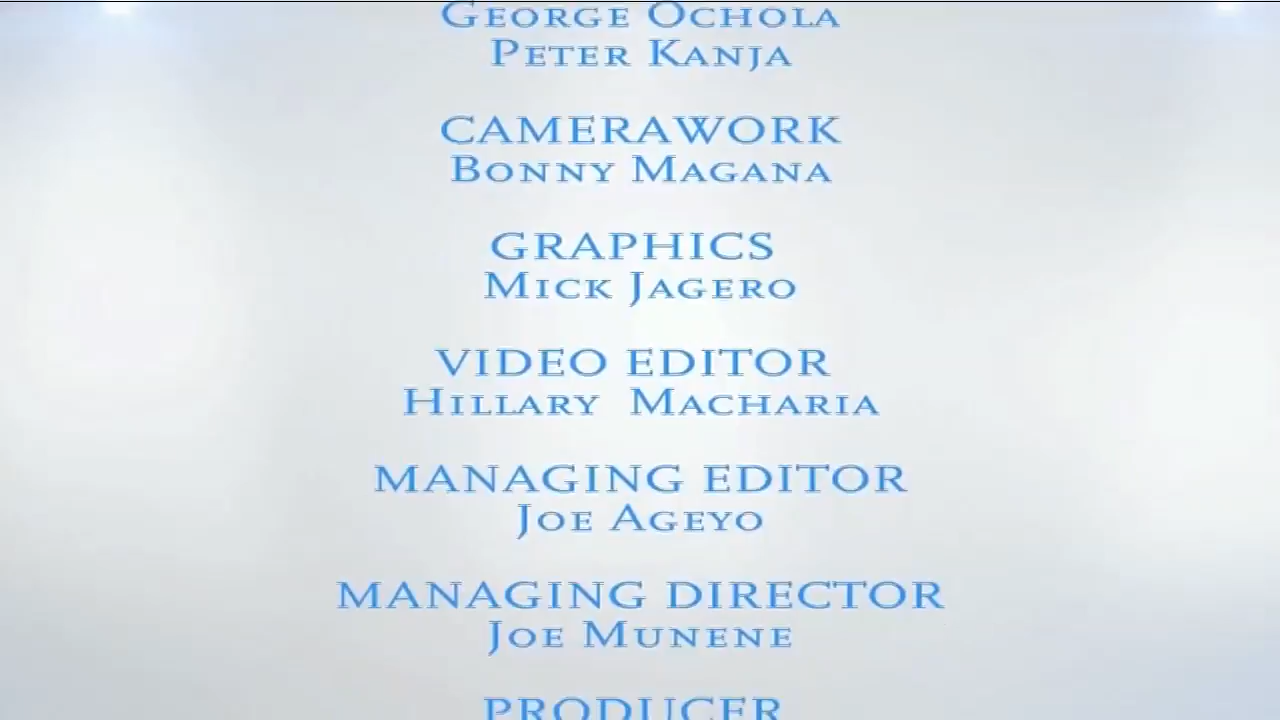 GEORGE OCHOLA
PETER KANJA
CAMERAWORK
BONNY MAGANA
GRAPHICS
MICK JAGERO
VIDEO EDITOR
HILLARY MACHARIA
MANAGING EDITOR
JOE AGEYO
MANAGING DIRECTOR
JOE MUNENE
PRODUCER